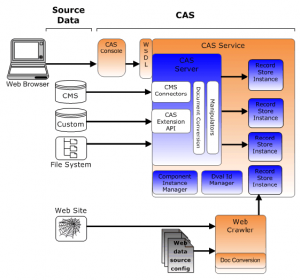 Source
Data
CAS
CAS
Console
W
S
D
L
CAS Service
Web Browser
CAS
Server
CMS
CMS
Connectors
Document Conversion
Manipulators
Custom
CAS
Extension
API
File System
Record
Store
Instance
Record
Store
Instance
Record
Store
Instance
Component
Instance
Manager
Dval Id
Manager
Record
Store
Instance
Web Site
Web
Crawler
Web
data
source
config
Doc Conversion